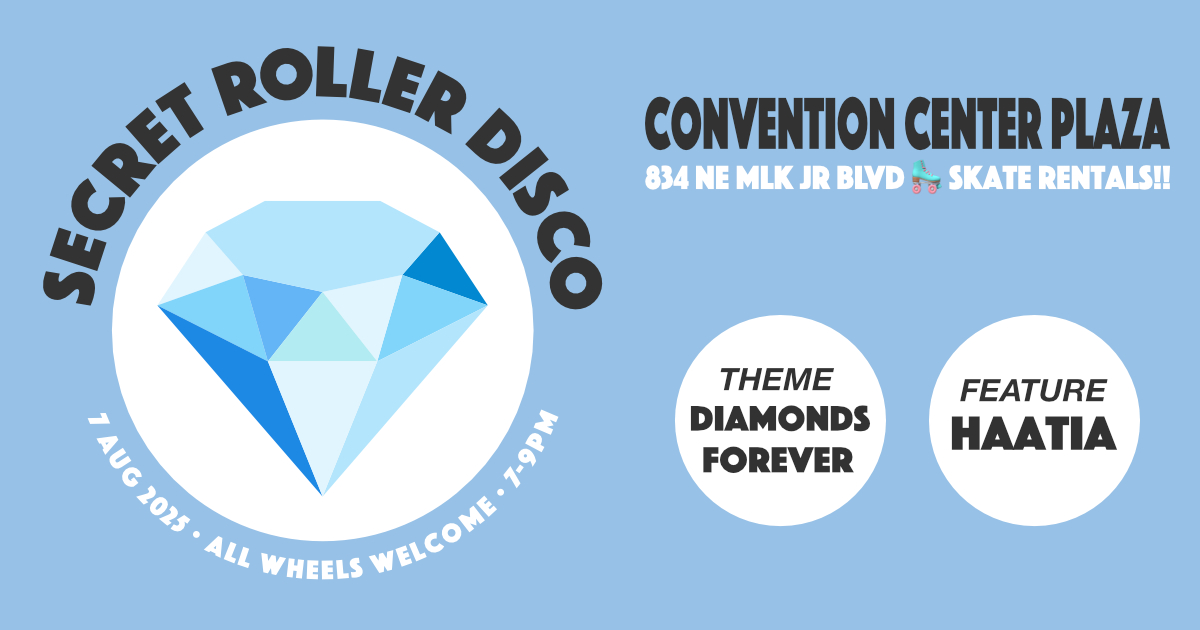 SECRET ROLLER DISCO
7 AUG 2025 • ALL WHEELS WELCOME • 7-9PM
CONVENTION CENTER PLAZA
834 NE MLK JR BLVD 🛼 SKATE RENTALS!!
THEME
DIAMONDS
FOREVER
FEATURE
HAATIA